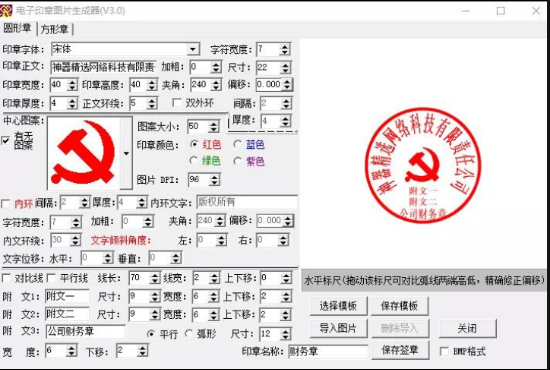 电子印章图片生成器(V3.0)
圆形章 方形章
印章字体: 宋体 字符宽度: 7
印章正文: 神器精选网络科技有限责 加粗: 0 尺寸: 22
印章宽度: 40 印章高度: 40 夹角: 240 偏移: 0.000
印章厚度: 4 正文环绕: 5 双外环 间隔: 2
厚度: 4
中心图案: 有无图案 图案大小: 50
印章颜色: 红色 蓝色
绿色 紫色
图片 DPI: 96
内环 间隔: 2 厚度: 4 内环文字: 版权所有
字符宽度: 7 加粗: 0 夹角: 240 偏移: 0.000
内文环绕: 30 文字倾斜角度: 左: 0 右: 0
文字位移: 水平: 0 垂直: 0
对比线 平行线 线长: 70 线宽: 2 上下移: 0
附 文1: 附文一 尺寸: 9 宽度: 6 上下移: 2
附 文2: 附文二 尺寸: 9 宽度: 6 上下移: 2
附 文3: 公司财务章 平行 弧形 尺寸: 12
宽 度: 6 下移: 2 印章名称: 财务章
神器精选网络科技有限责任公司
附文一
附文二
公司财务章
水平标尺(拖动该标尺可对比弧线两端高低，精确修正偏移)
选择模板 保存模板
导入图片 删除导入 关闭
保存签章 BMP格式